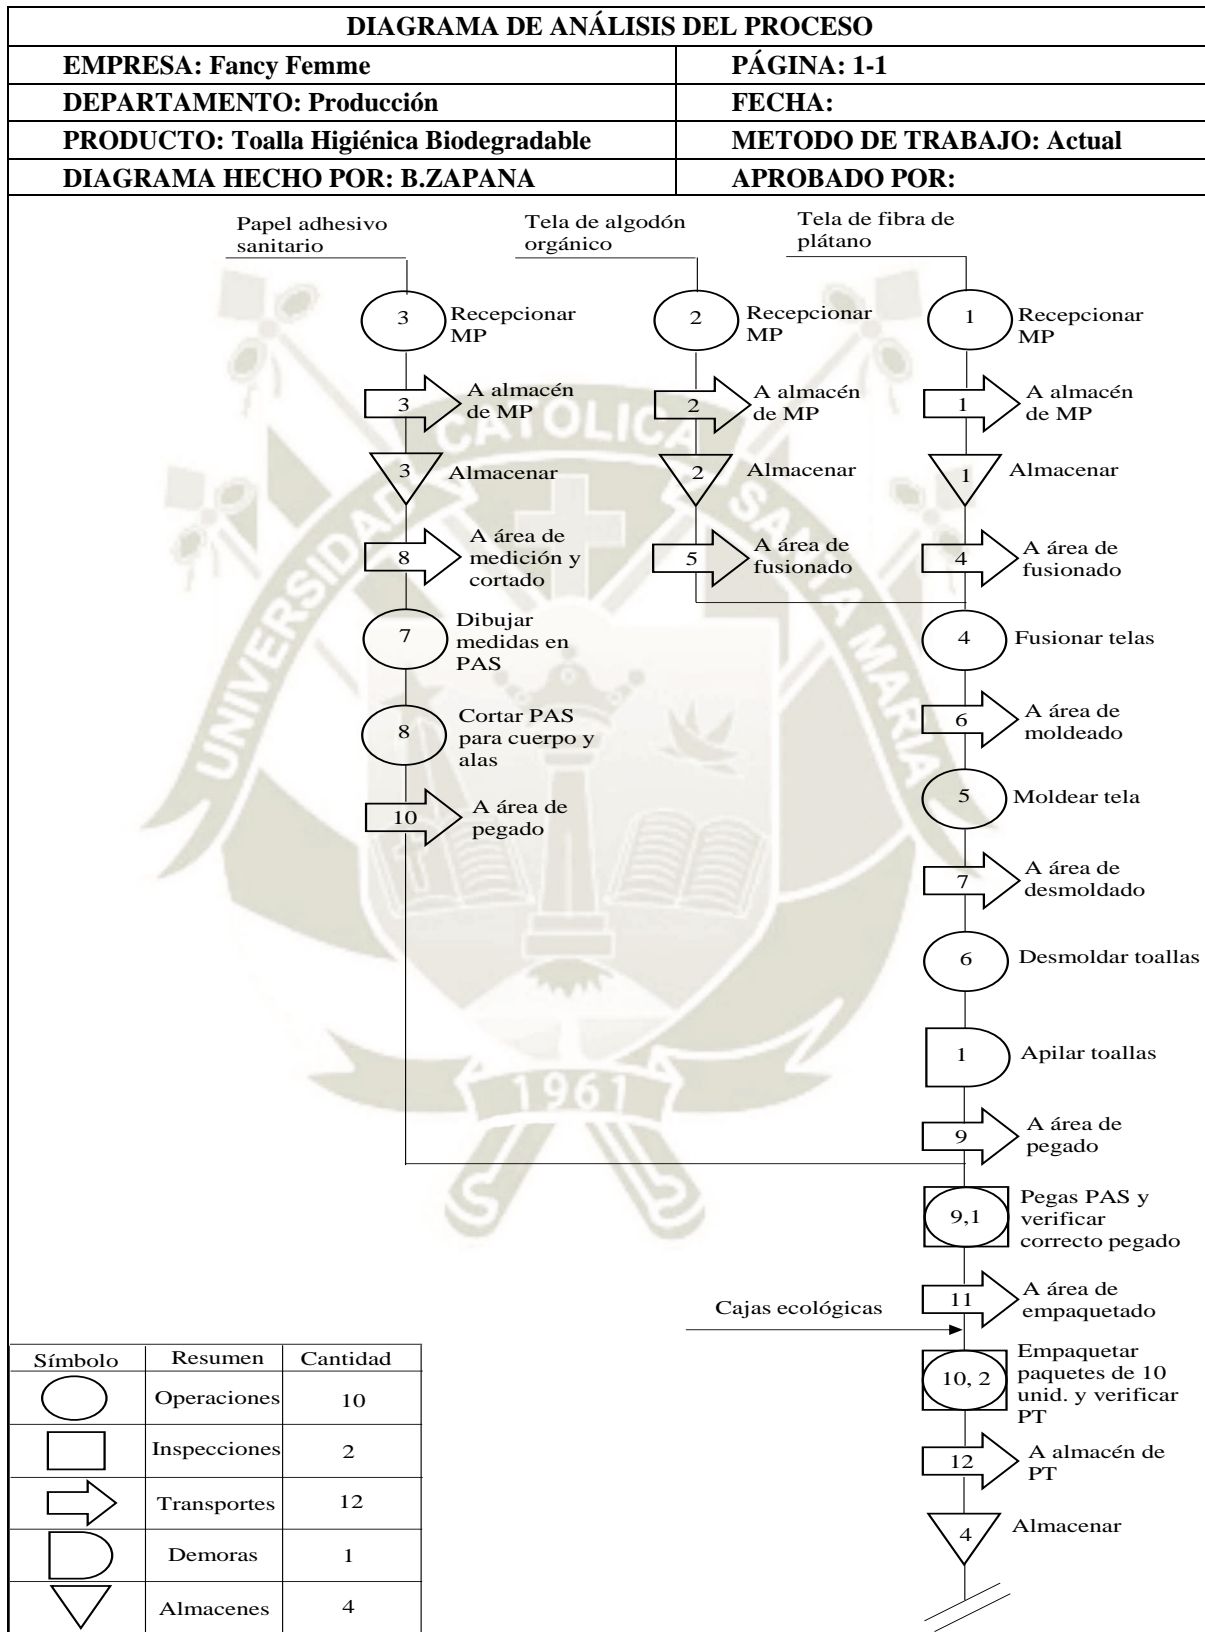 DIAGRAMA DE ANÁLISIS DEL PROCESO
EMPRESA: Fancy Femme
PÁGINA: 1-1
DEPARTAMENTO: Producción
FECHA:
PRODUCTO: Toalla Higiénica Biodegradable
METODO DE TRABAJO: Actual
DIAGRAMA HECHO POR: B.ZAPANA
APROBADO POR:
Papel adhesivo
sanitario
Tela de algodón
orgánico
Tela de fibra de
plátano
3
Recepcionar
MP
2
Recepcionar
MP
1
Recepcionar
MP
3
A almacén
de MP
2
A almacén
de MP
1
A almacén
de MP
3
Almacenar
2
Almacenar
1
Almacenar
8
A área de
medición y
cortado
5
A área de
fusionado
4
A área de
fusionado
7
Dibujar
medidas en
PAS
4
Fusionar telas
8
Cortar PAS
para cuerpo y
alas
6
A área de
moldeado
10
A área de
pegado
5
Moldear tela
7
A área de
desmoldado
6
Desmoldar toallas
1
Apilar toallas
9
A área de
pegado
9,1
Pegas PAS y
verificar
correcto pegado
11
A área de
empaquetado
Cajas ecológicas
10, 2
Empaquetar
paquetes de 10
unid. y verificar
PT
12
A almacén de
PT
4
Almacenar
Símbolo Resumen Cantidad
Operaciones 10
Inspecciones 2
Transportes 12
Demoras 1
Almacenes 4
UNIVERSIDAD CATOLICA SANTA MARIA
1961